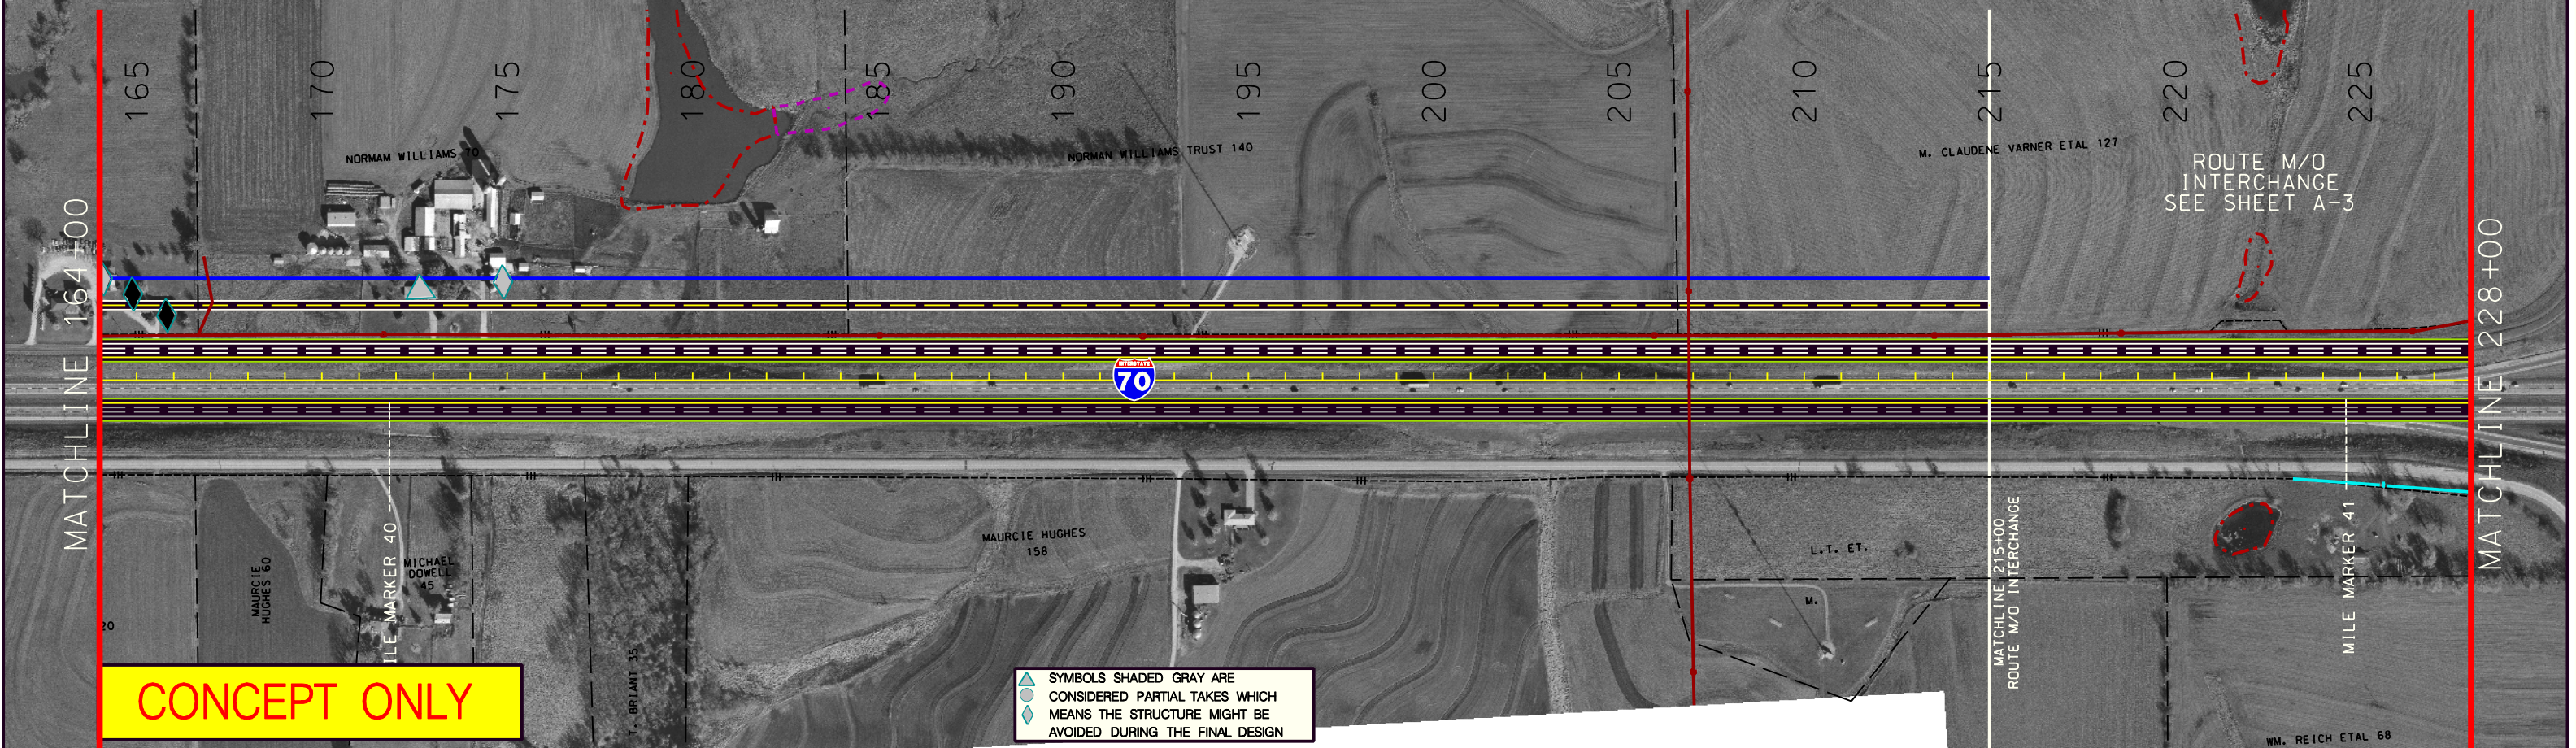 165
170
175
180
185
190
195
200
205
210
215
220
225
NORMAM WILLIAMS 70
NORMAN WILLIAMS TRUST 140
M. CLAUDENE VARNER ETAL 127
ROUTE M/O
INTERCHANGE
SEE SHEET A-3
MATCHLINE 164+00
MATCHLINE 228+00
INTERSTATE
70
MAURCIE
HUGHES 60
ILE MARKER 40
MICHAEL
DOWELL
45
T. BRIANT 35
MAURCIE HUGHES
158
L.T. ET.
M.
MATCHLINE 215+00
ROUTE M/O INTERCHANGE
MILE MARKER 41
20
CONCEPT ONLY
SYMBOLS SHADED GRAY ARE
CONSIDERED PARTIAL TAKES WHICH
MEANS THE STRUCTURE MIGHT BE
AVOIDED DURING THE FINAL DESIGN
WM. REICH ETAL 68